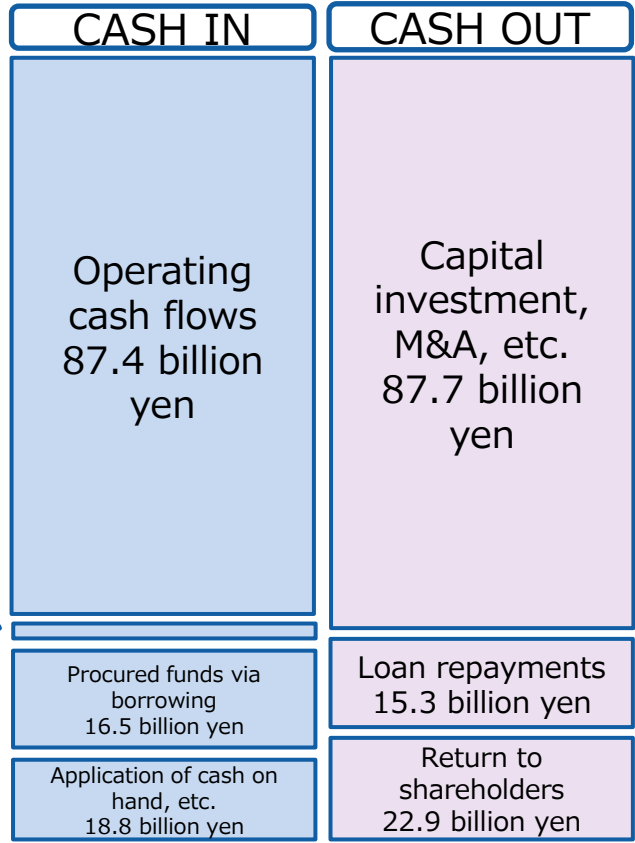 CASH IN
CASH OUT
Operating
cash flows
87.4 billion
yen
Capital
investment,
M&A, etc.
87.7 billion
yen
Procured funds via
borrowing
16.5 billion yen
Loan repayments
15.3 billion yen
Application of cash on
hand, etc.
18.8 billion yen
Return to
shareholders
22.9 billion yen